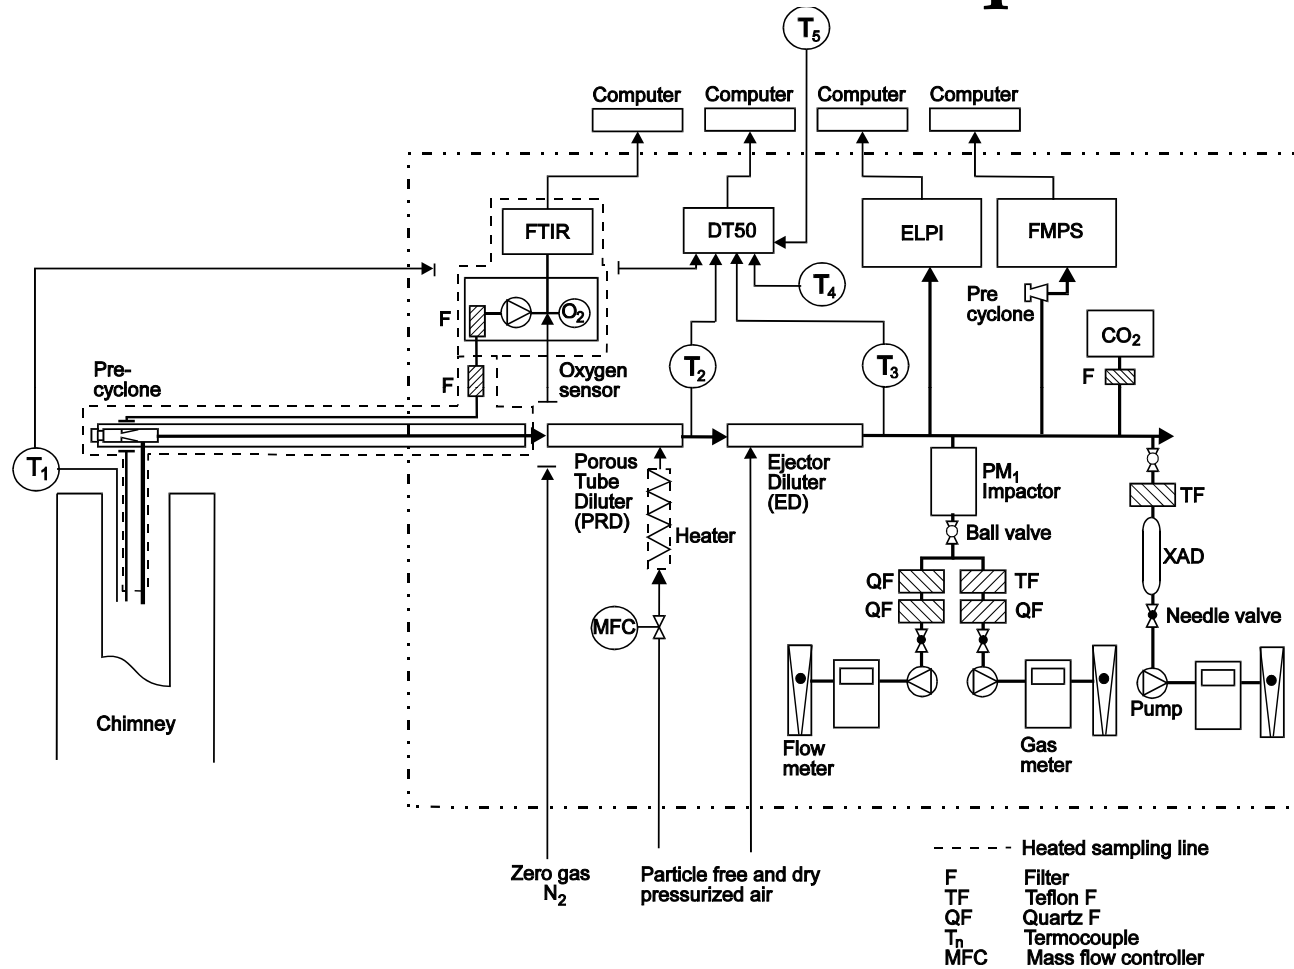 T5
Computer
Computer
Computer
Computer
FTIR
DT50
ELPI
FMPS
T4
Pre
cyclone
F
O2
CO2
Pre-
cyclone
F
Oxygen
sensor
T2
T3
F
T1
Porous
Tube
Diluter
(PRD)
Ejector
Diluter
(ED)
PM1
Impactor
TF
Heater
Ball valve
XAD
QF
TF
QF
QF
Needle valve
MFC
Chimney
Pump
Flow
meter
Gas
meter
Zero gas
N2
Particle free and dry
pressurized air
Heated sampling line
F Filter
TF Teflon F
QF Quartz F
Tn Termocouple
MFC Mass flow controller